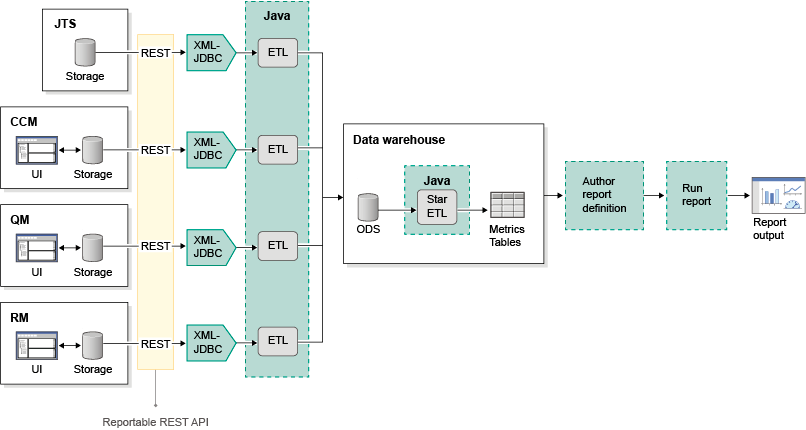 JTS
Storage
REST
XML-
JDBC
Java
ETL
CCM
UI
Storage
REST
XML-
JDBC
ETL
QM
UI
Storage
REST
XML-
JDBC
ETL
RM
UI
Storage
REST
XML-
JDBC
ETL
Reportable REST API
Data warehouse
ODS
Java
Star
ETL
Metrics
Tables
Author
report
definition
Run
report
Report
output